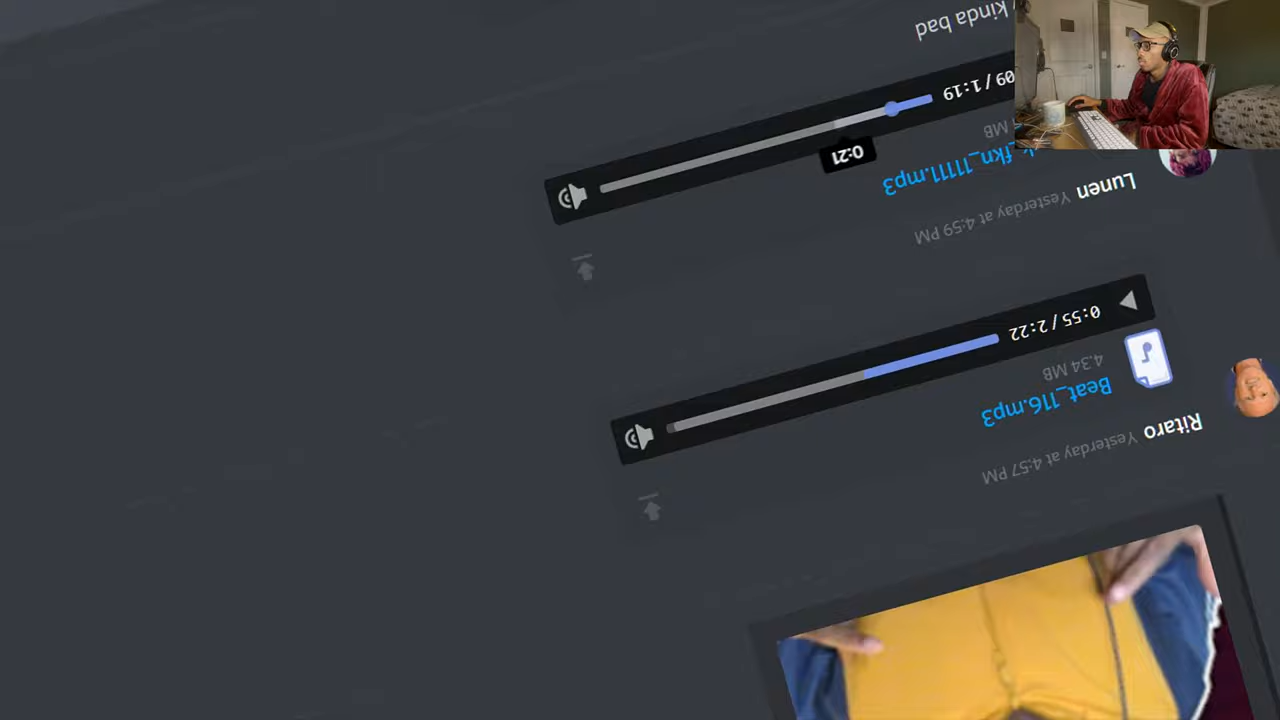 Ritaro Yesterday at 4:57 PM
Beat_116.mp3
4.34 MB
0:55 / 2:22
Lunen Yesterday at 4:59 PM
MB
0:21
09 / 1:19
kinda bad